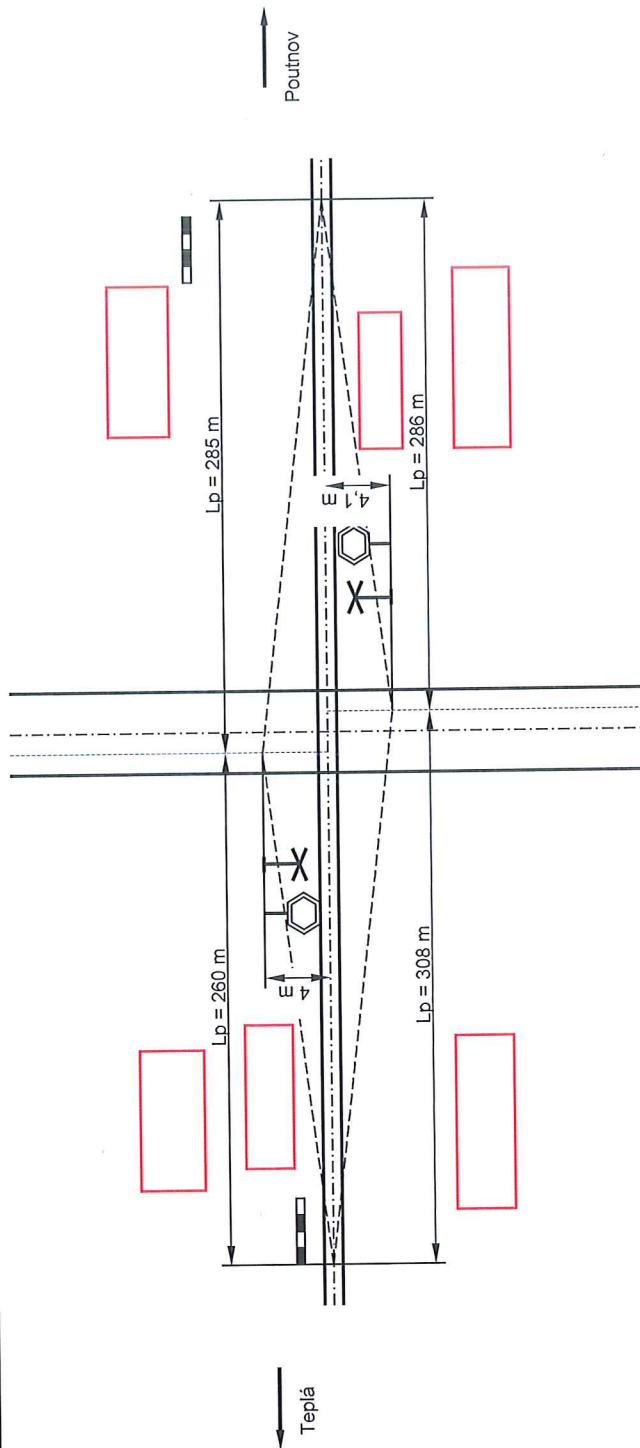 Poutnov
Lp = 285 m
Lp = 286 m
4,1 m
4 m
Lp = 260 m
Lp = 308 m
Teplá